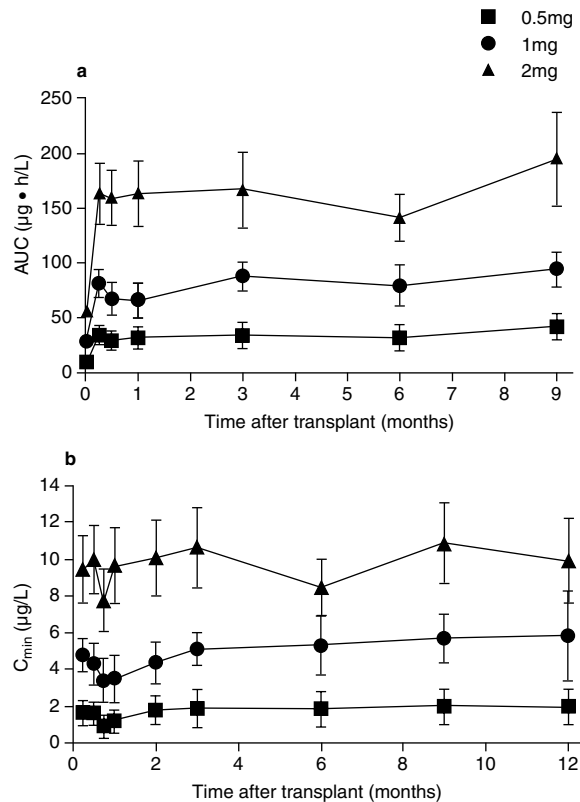 0.5mg
1mg
2mg
a
250
200
150
100
50
0
AUC (µg • h/L)
0 1 2 3 4 5 6 7 8 9
Time after transplant (months)
b
14
12
10
8
6
4
2
0
Cmin (µg/L)
0 2 4 6 8 10 12
Time after transplant (months)